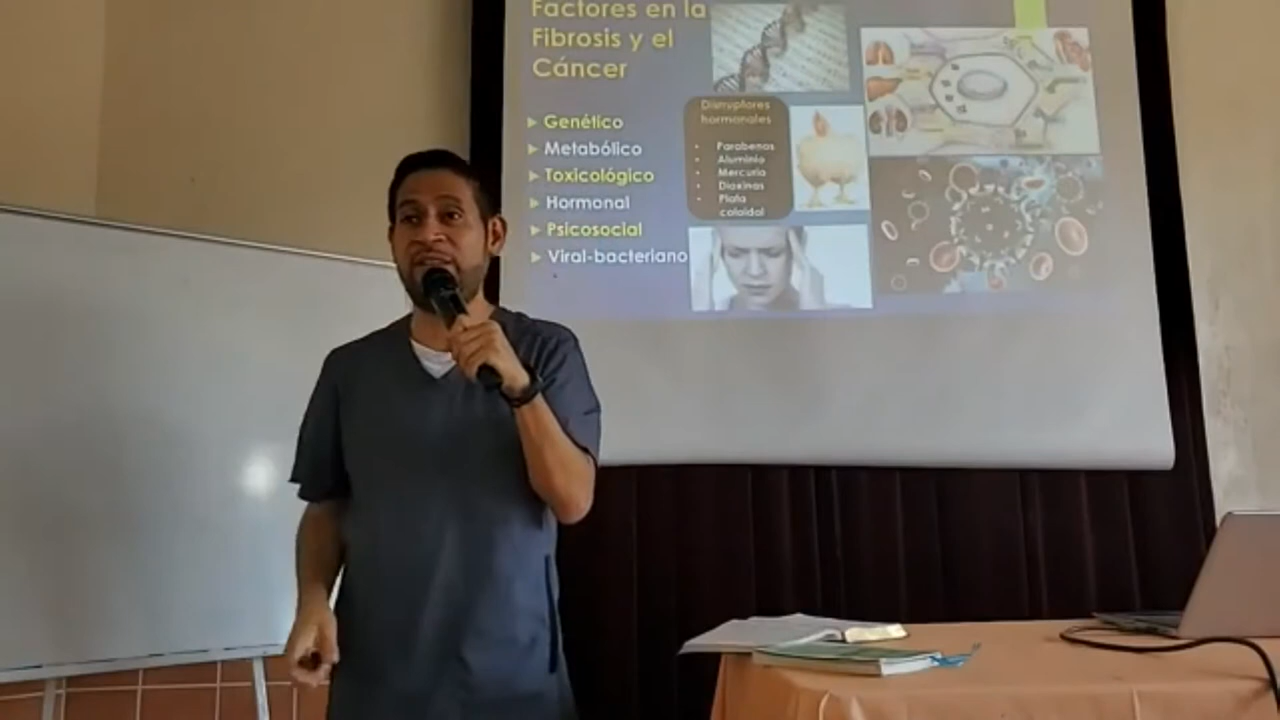 Factores en la
Fibrosis y el
Cáncer
Genético
Metabólico
Toxicológico
Hormonal
Psicosocial
Viral-bacteriano
Disruptores
hormonales
Parabenos
Aluminio
Mercurio
Dioxinas
Plata
coloidal